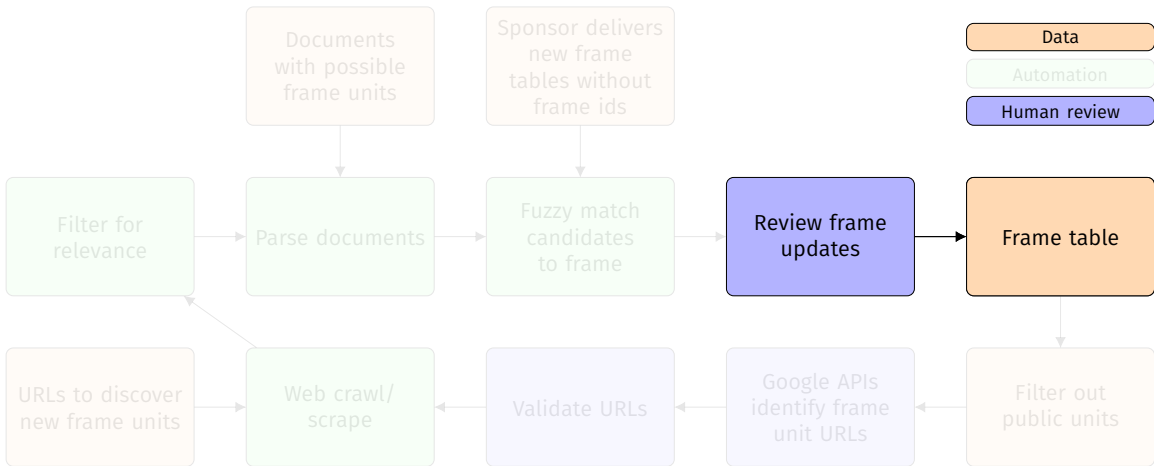 Documents
with possible
frame units
Sponsor delivers
new frame
tables without
frame ids
Data
Automation
Human review
Filter for
relevance
Parse documents
Fuzzy match
candidates
to frame
Review frame
updates
Frame table
URLs to discover
new frame units
Web crawl/
scrape
Validate URLs
Google APIs
identify frame
unit URLs
Filter out
public units